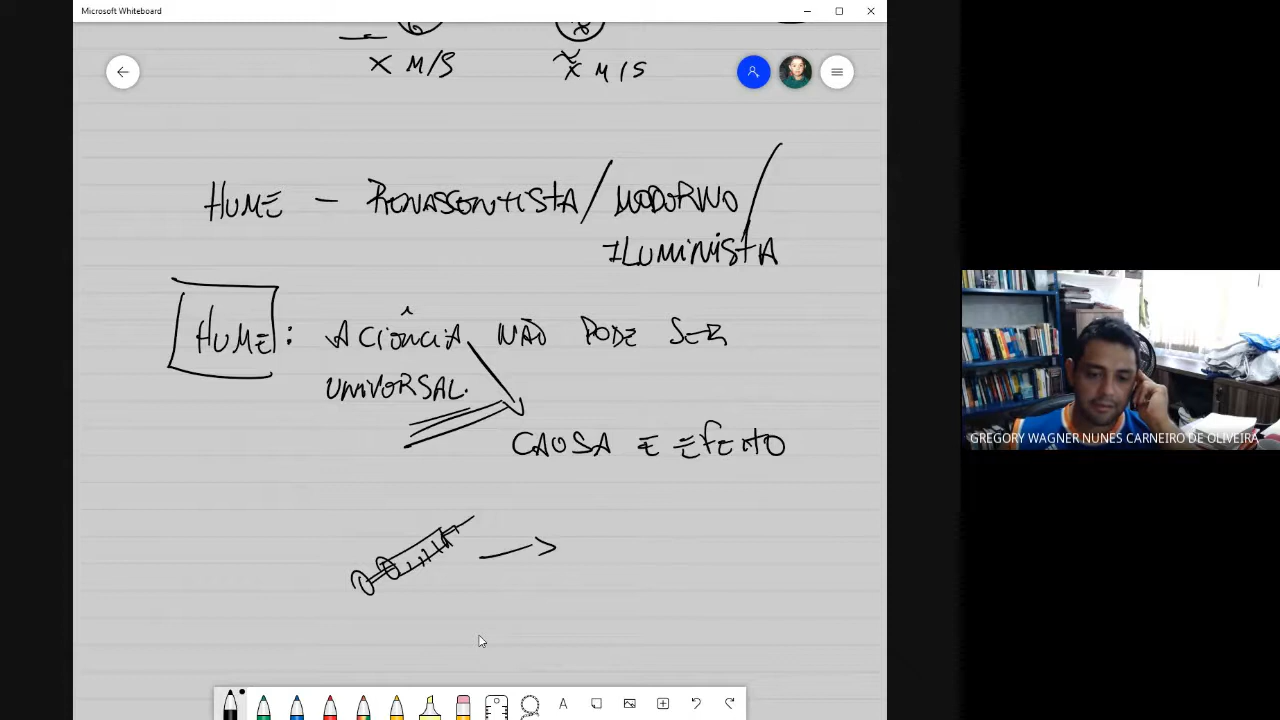 Microsoft Whiteboard
X M/S
≈x M/S
HUME – RENASSENTISTA / MODERNO /
ILUMINISTA
HUME: A CIÊNCIA NÃO PODE SER
UNIVERSAL.
CAUSA E EFEITO
GREGORY WAGNER NUNES CARNEIRO DE OLIVEIRA